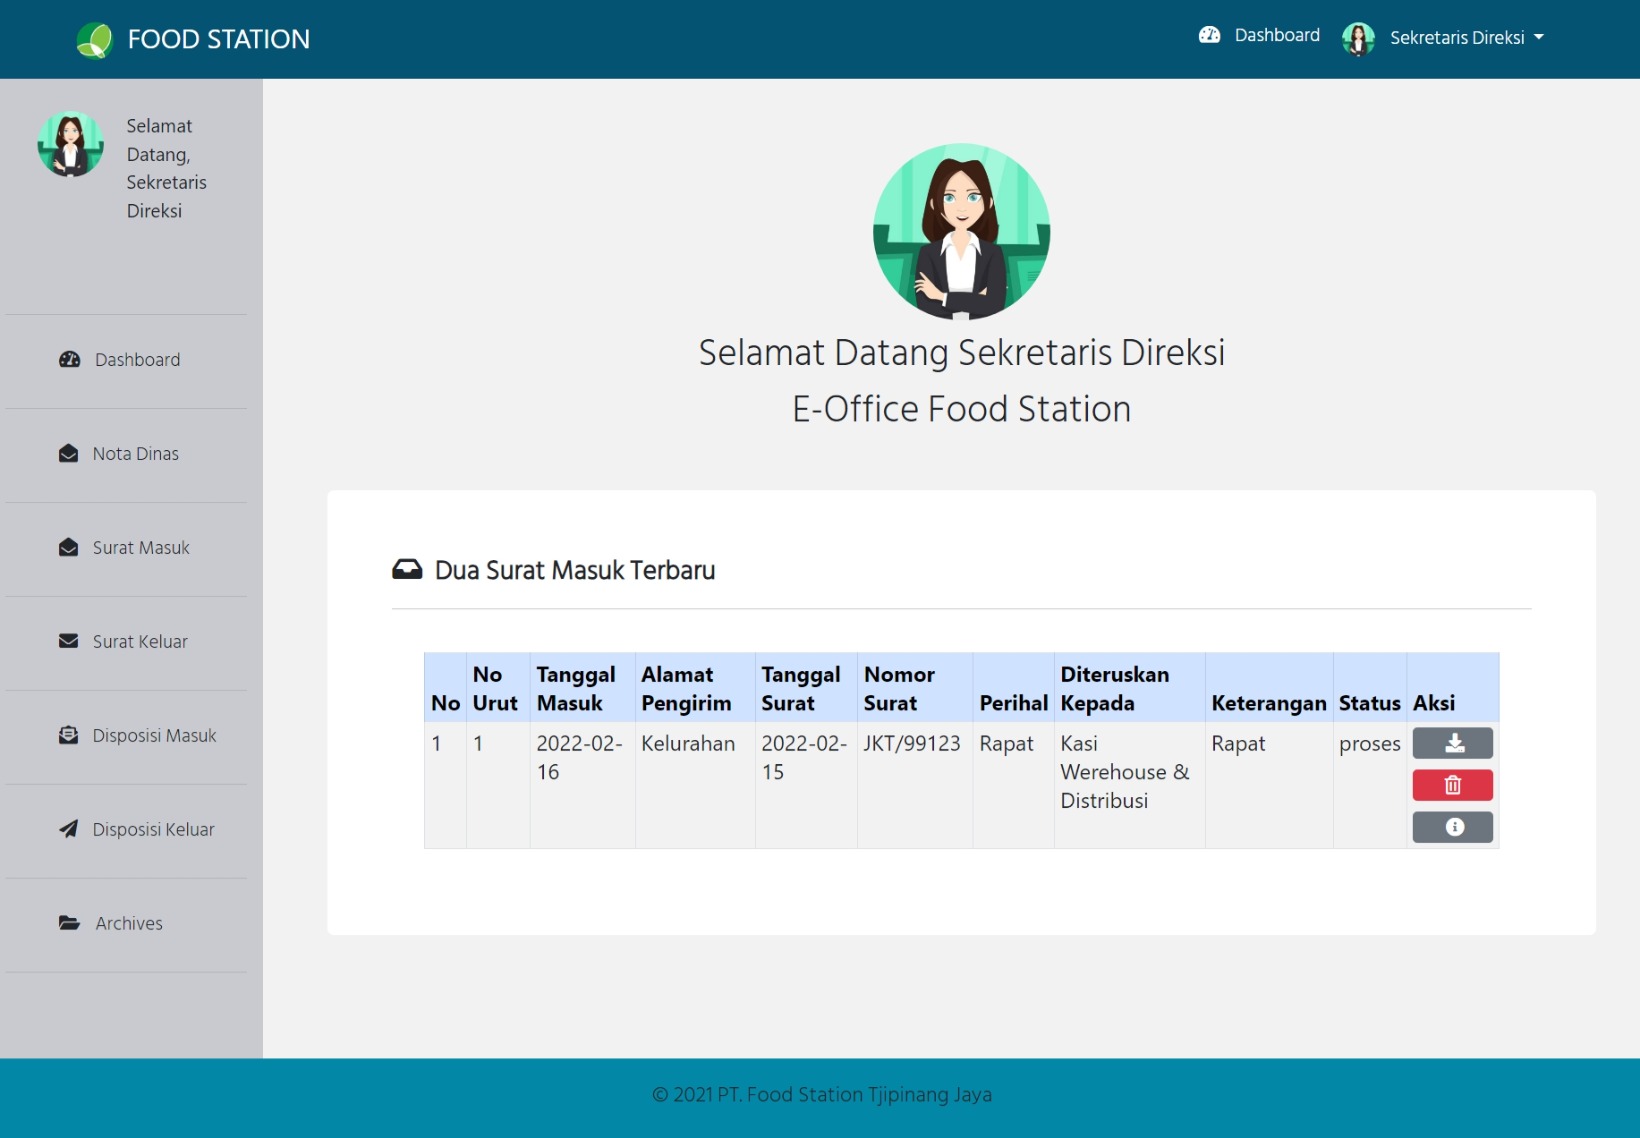 FOOD STATION
Dashboard
Sekretaris Direksi
Selamat
Datang,
Sekretaris
Direksi
Dashboard
Nota Dinas
Surat Masuk
Surat Keluar
Disposisi Masuk
Disposisi Keluar
Archives
Selamat Datang Sekretaris Direksi
E-Office Food Station
Dua Surat Masuk Terbaru
No No Urut Tanggal Masuk Alamat Pengirim Tanggal Surat Nomor Surat Perihal Diteruskan Kepada Keterangan Status Aksi
1 1 2022-02-16 Kelurahan 2022-02-15 JKT/99123 Rapat Kasi Werehouse & Distribusi Rapat proses
© 2021 PT. Food Station Tjipinang Jaya